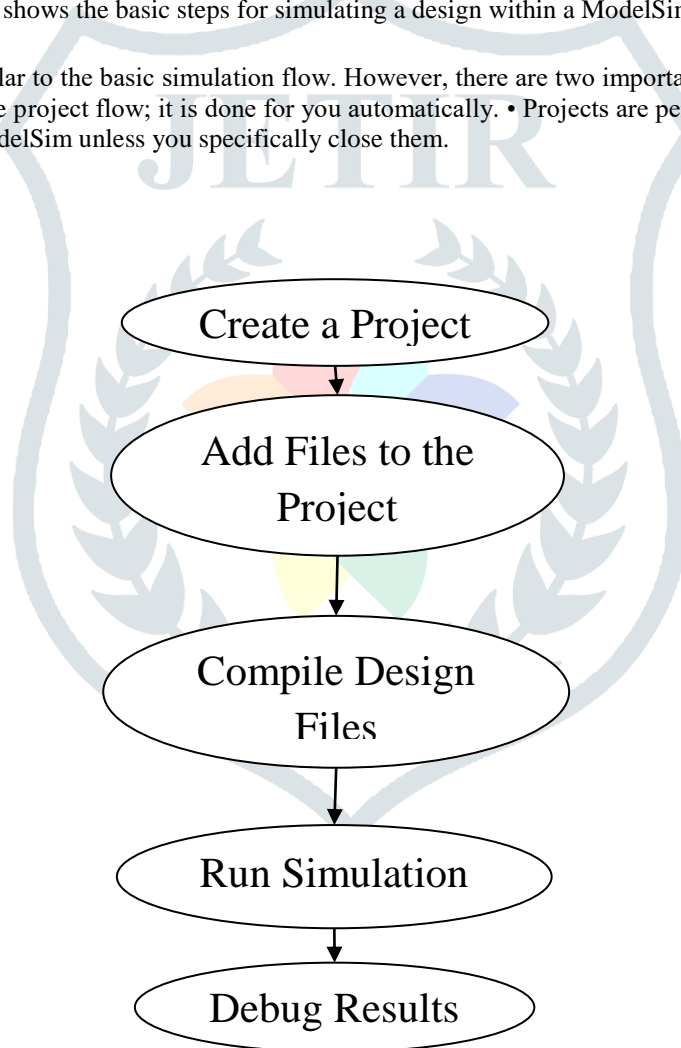 shows the basic steps for simulating a design within a ModelSim
lar to the basic simulation flow. However, there are two importa
e project flow; it is done for you automatically. • Projects are pe
delSim unless you specifically close them.
JETIR
Create a Project
Add Files to the
Project
Compile Design
Files
Run Simulation
Debug Results